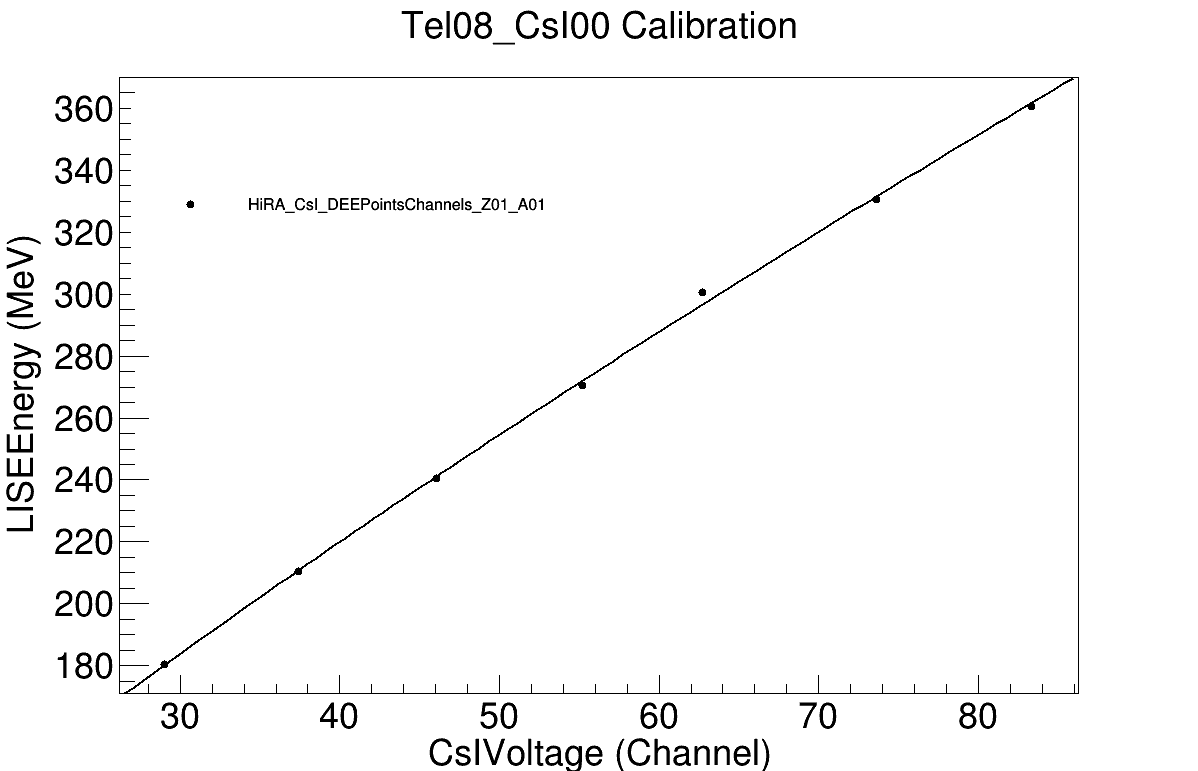 Tel08_CsI00 Calibration
LISEEnergy (MeV)
360
340
320
300
280
260
240
220
200
180
HiRA_CsI_DEEPointsChannels_Z01_A01
30 40 50 60 70 80
CsIVoltage (Channel)